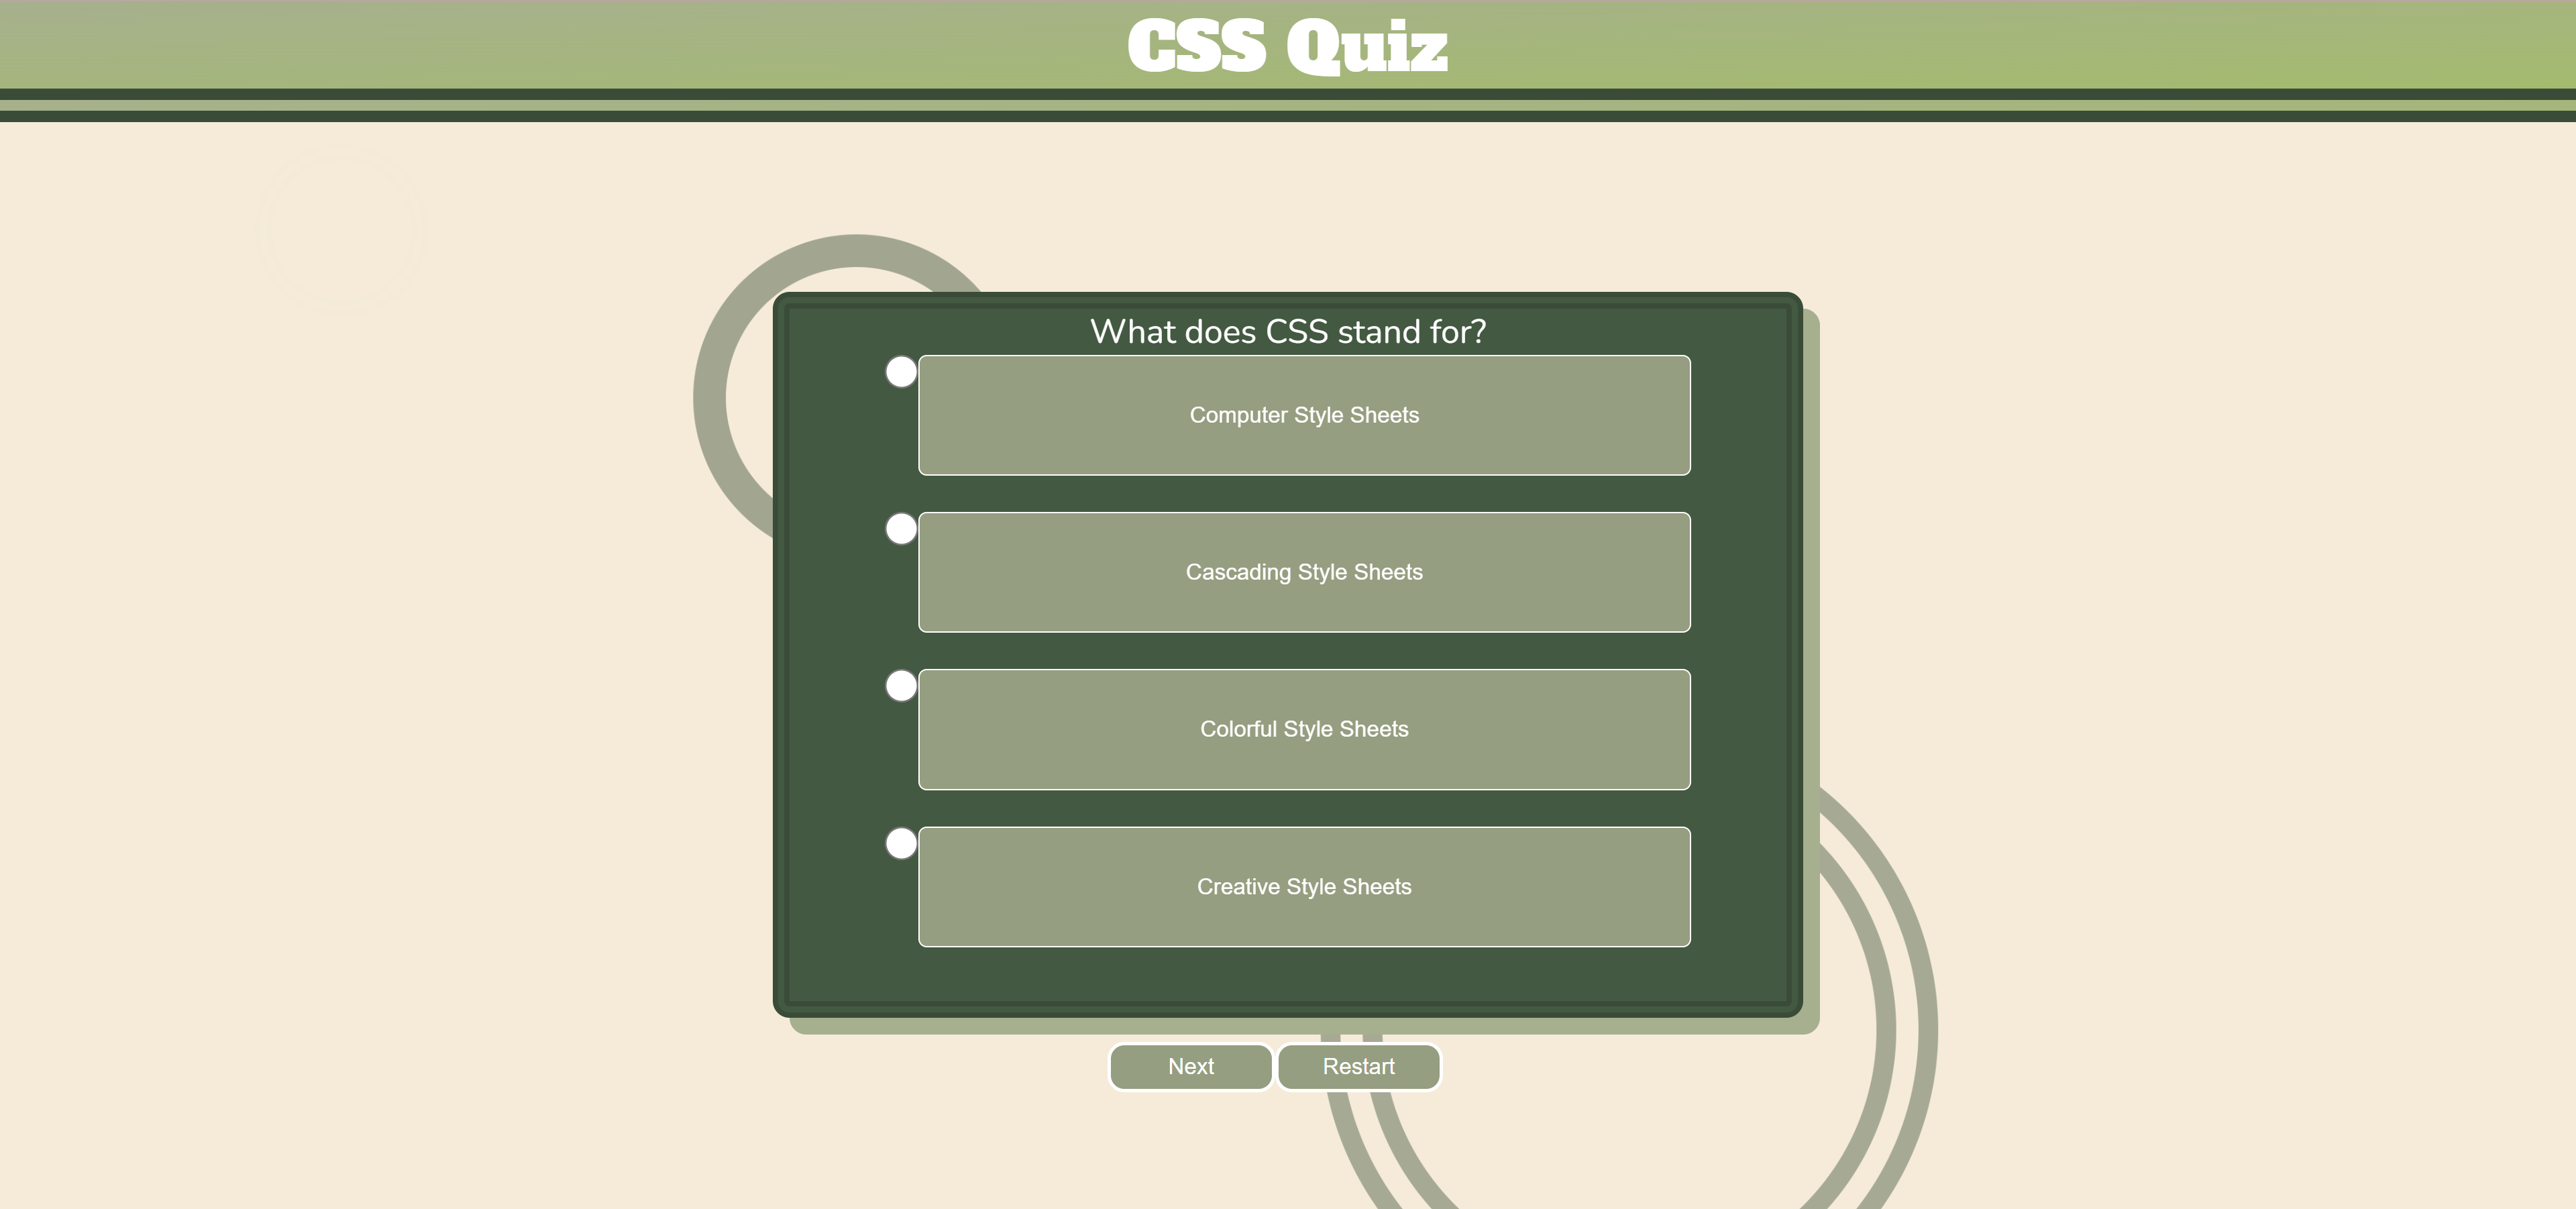 CSS Quiz
What does CSS stand for?
Computer Style Sheets
Cascading Style Sheets
Colorful Style Sheets
Creative Style Sheets
Next
Restart